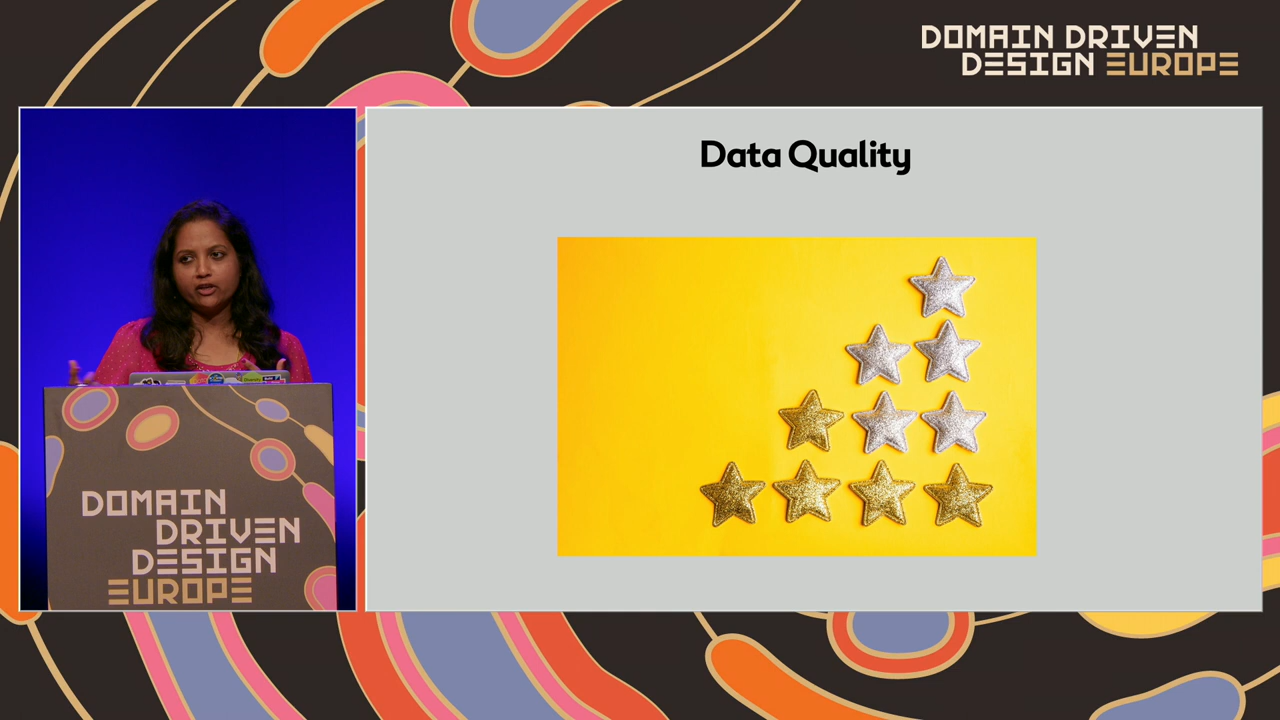 DOMAIN DRIVEN
DESIGN EUROPE
Data Quality
DOMAIN
DRIVEN
DESIGN
EUROPE